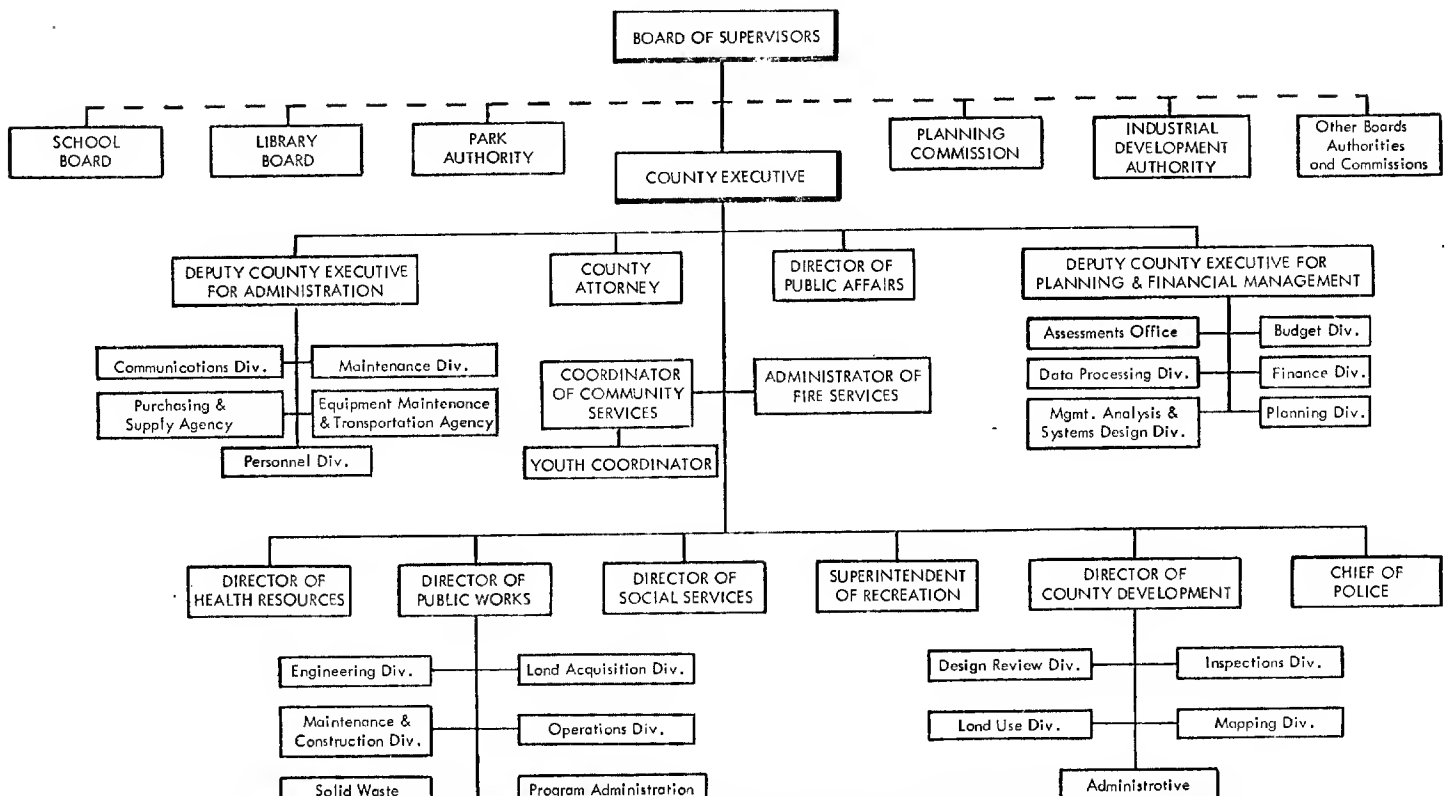 BOARD OF SUPERVISORS
SCHOOL
BOARD
LIBRARY
BOARD
PARK
AUTHORITY
PLANNING
COMMISSION
INDUSTRIAL
DEVELOPMENT
AUTHORITY
Other Boards
Authorities
and Commissions
COUNTY EXECUTIVE
DEPUTY COUNTY EXECUTIVE
FOR ADMINISTRATION
COUNTY
ATTORNEY
DIRECTOR OF
PUBLIC AFFAIRS
DEPUTY COUNTY EXECUTIVE FOR
PLANNING & FINANCIAL MANAGEMENT
Communications Div.
Maintenance Div.
Purchasing &
Supply Agency
Equipment Maintenance
& Transportation Agency
Personnel Div.
COORDINATOR
OF COMMUNITY
SERVICES
ADMINISTRATOR OF
FIRE SERVICES
YOUTH COORDINATOR
Assessments Office
Budget Div.
Data Processing Div.
Finance Div.
Mgmt. Analysis &
Systems Design Div.
Planning Div.
DIRECTOR OF
HEALTH RESOURCES
DIRECTOR OF
PUBLIC WORKS
DIRECTOR OF
SOCIAL SERVICES
SUPERINTENDENT
OF RECREATION
DIRECTOR OF
COUNTY DEVELOPMENT
CHIEF OF
POLICE
Engineering Div.
Land Acquisition Div.
Maintenance &
Construction Div.
Operations Div.
Solid Waste
Program Administration
Design Review Div.
Inspections Div.
Land Use Div.
Mapping Div.
Administrative